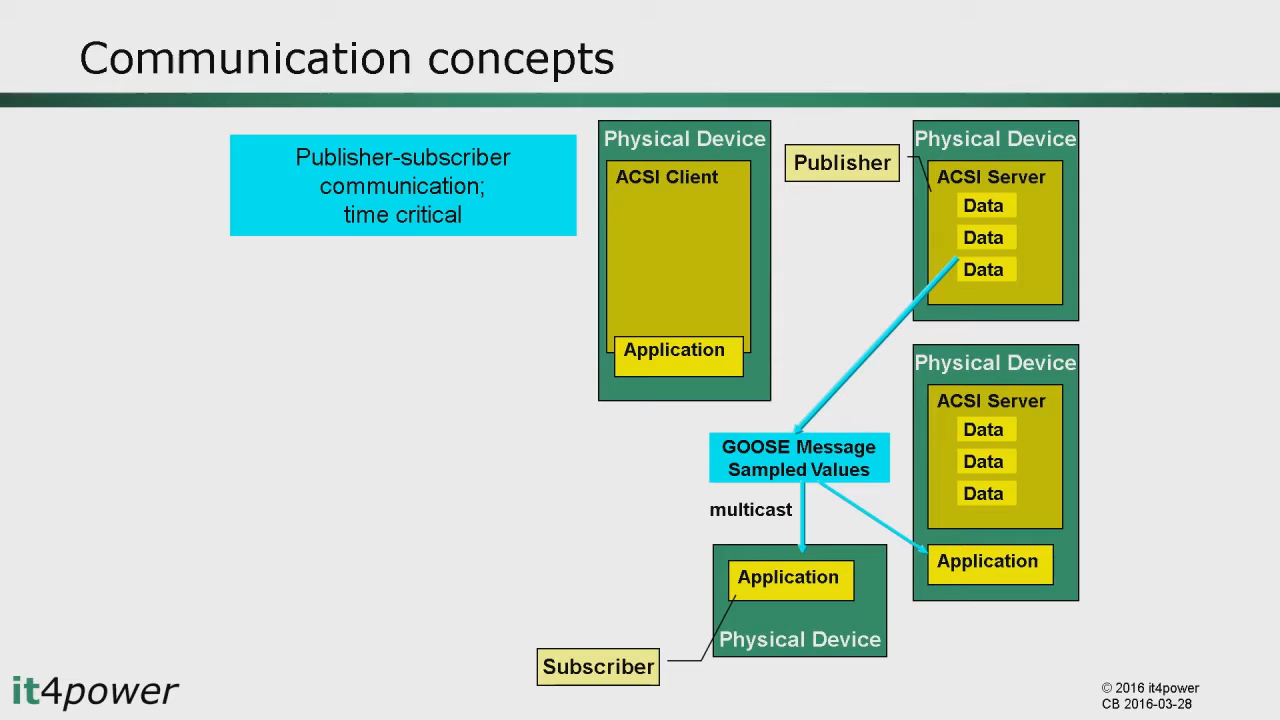 Communication concepts
Publisher-subscriber
communication;
time critical
Physical Device
ACSI Client
Application
Publisher
Physical Device
ACSI Server
Data
Data
Data
Physical Device
ACSI Server
Data
Data
Data
Application
GOOSE Message
Sampled Values
multicast
Application
Physical Device
Subscriber
it4power
© 2016 it4power
CB 2016-03-28